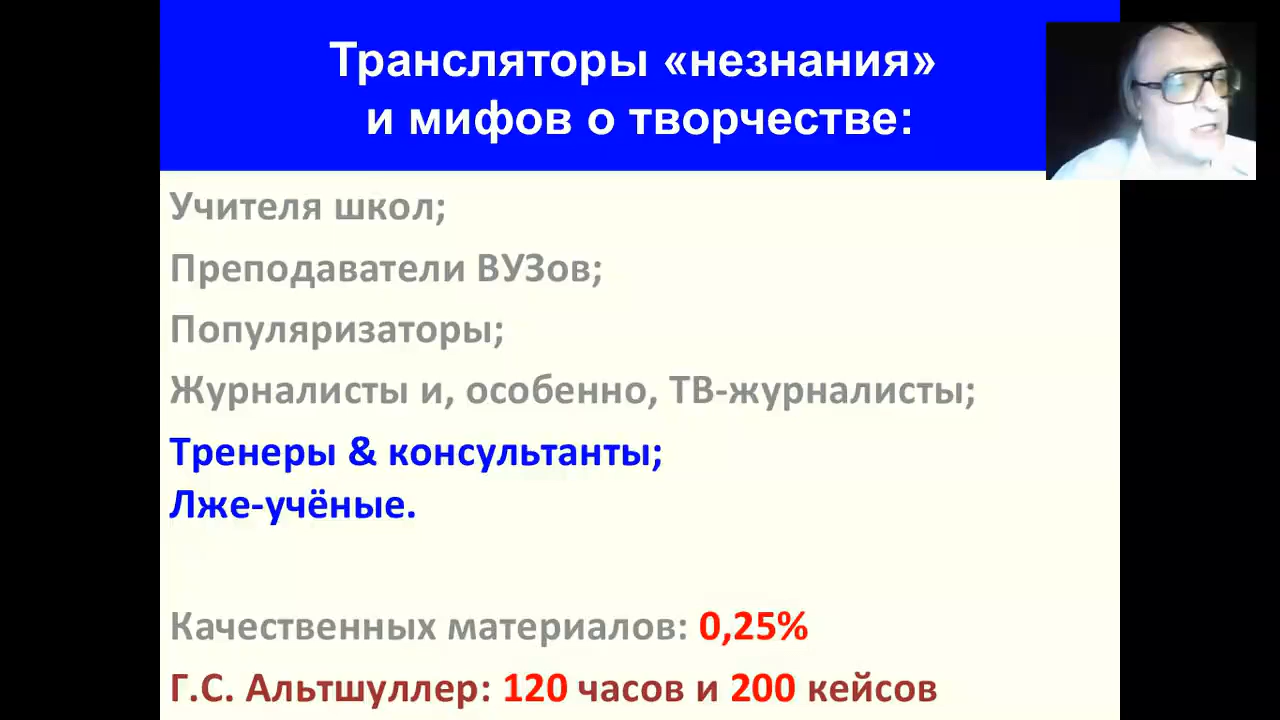 Трансляторы «незнания»
и мифов о творчестве:
Учителя школ;
Преподаватели ВУЗов;
Популяризаторы;
Журналисты и, особенно, ТВ-журналисты;
Тренеры & консультанты;
Лже-учёные.
Качественных материалов: 0,25%
Г.С. Альтшуллер: 120 часов и 200 кейсов